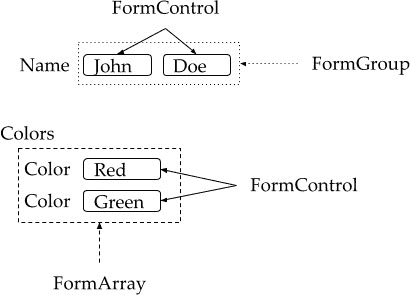 FormControl
Name John Doe FormGroup
Colors
Color Red
FormControl
Color Green
FormArray